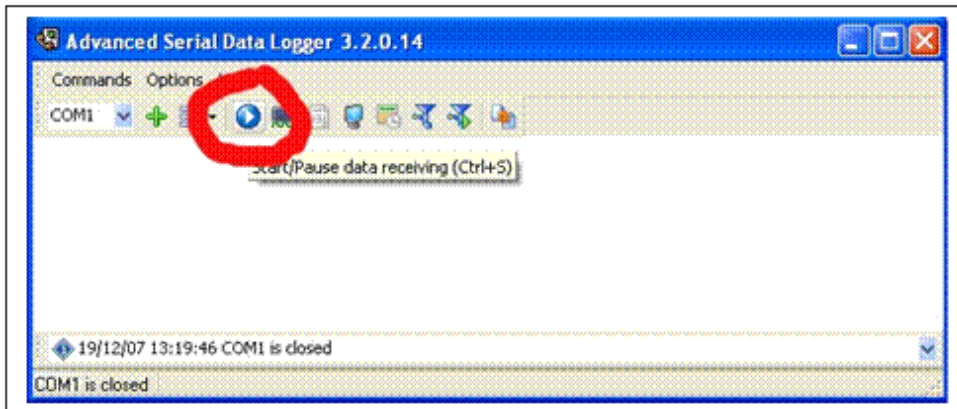 Advanced Serial Data Logger 3.2.0.14
Commands Options
COM1
Start/Pause data receiving (Ctrl+S)
19/12/07 13:19:46 COM1 is closed
COM1 is closed